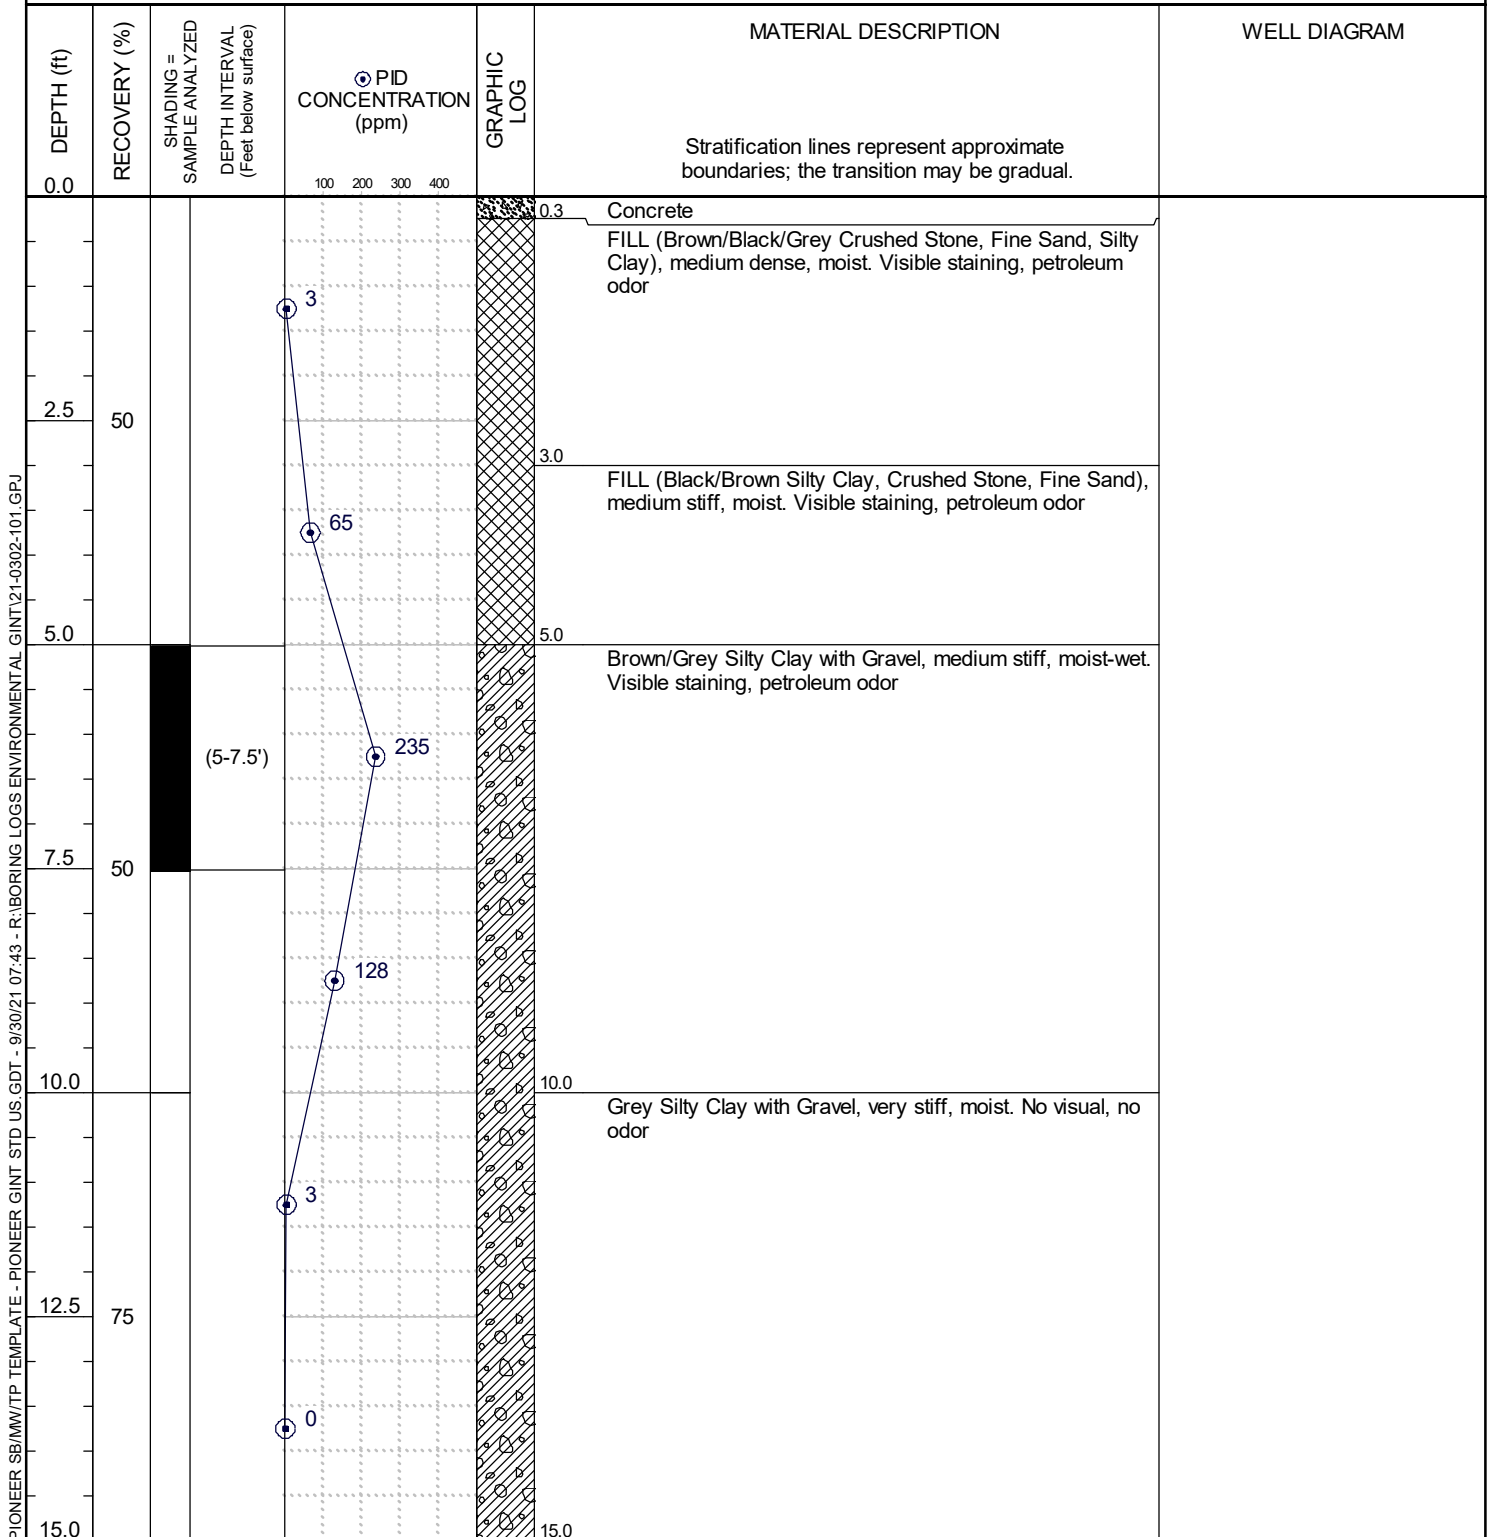 DEPTH (ft)
RECOVERY (%)
SHADING =
SAMPLE ANALYZED
DEPTH INTERVAL
(Feet below surface)
PID
CONCENTRATION
(ppm)
GRAPHIC
LOG
MATERIAL DESCRIPTION
Stratification lines represent approximate
boundaries; the transition may be gradual.
WELL DIAGRAM
0.0
100 200 300 400
0.3 Concrete
FILL (Brown/Black/Grey Crushed Stone, Fine Sand, Silty
Clay), medium dense, moist. Visible staining, petroleum
odor
3
2.5 50
3.0
FILL (Black/Brown Silty Clay, Crushed Stone, Fine Sand),
medium stiff, moist. Visible staining, petroleum odor
65
5.0 5.0
Brown/Grey Silty Clay with Gravel, medium stiff, moist-wet.
Visible staining, petroleum odor
(5-7.5') 235
7.5 50
128
10.0 10.0
Grey Silty Clay with Gravel, very stiff, moist. No visual, no
odor
3
12.5 75
0
15.0 15.0
PIONEER SB/MW/TP TEMPLATE - PIONEER GINT STD US.GDT - 9/30/21 07:43 - R:\BORING LOGS ENVIRONMENTAL GINT\21-0302-101.GPJ